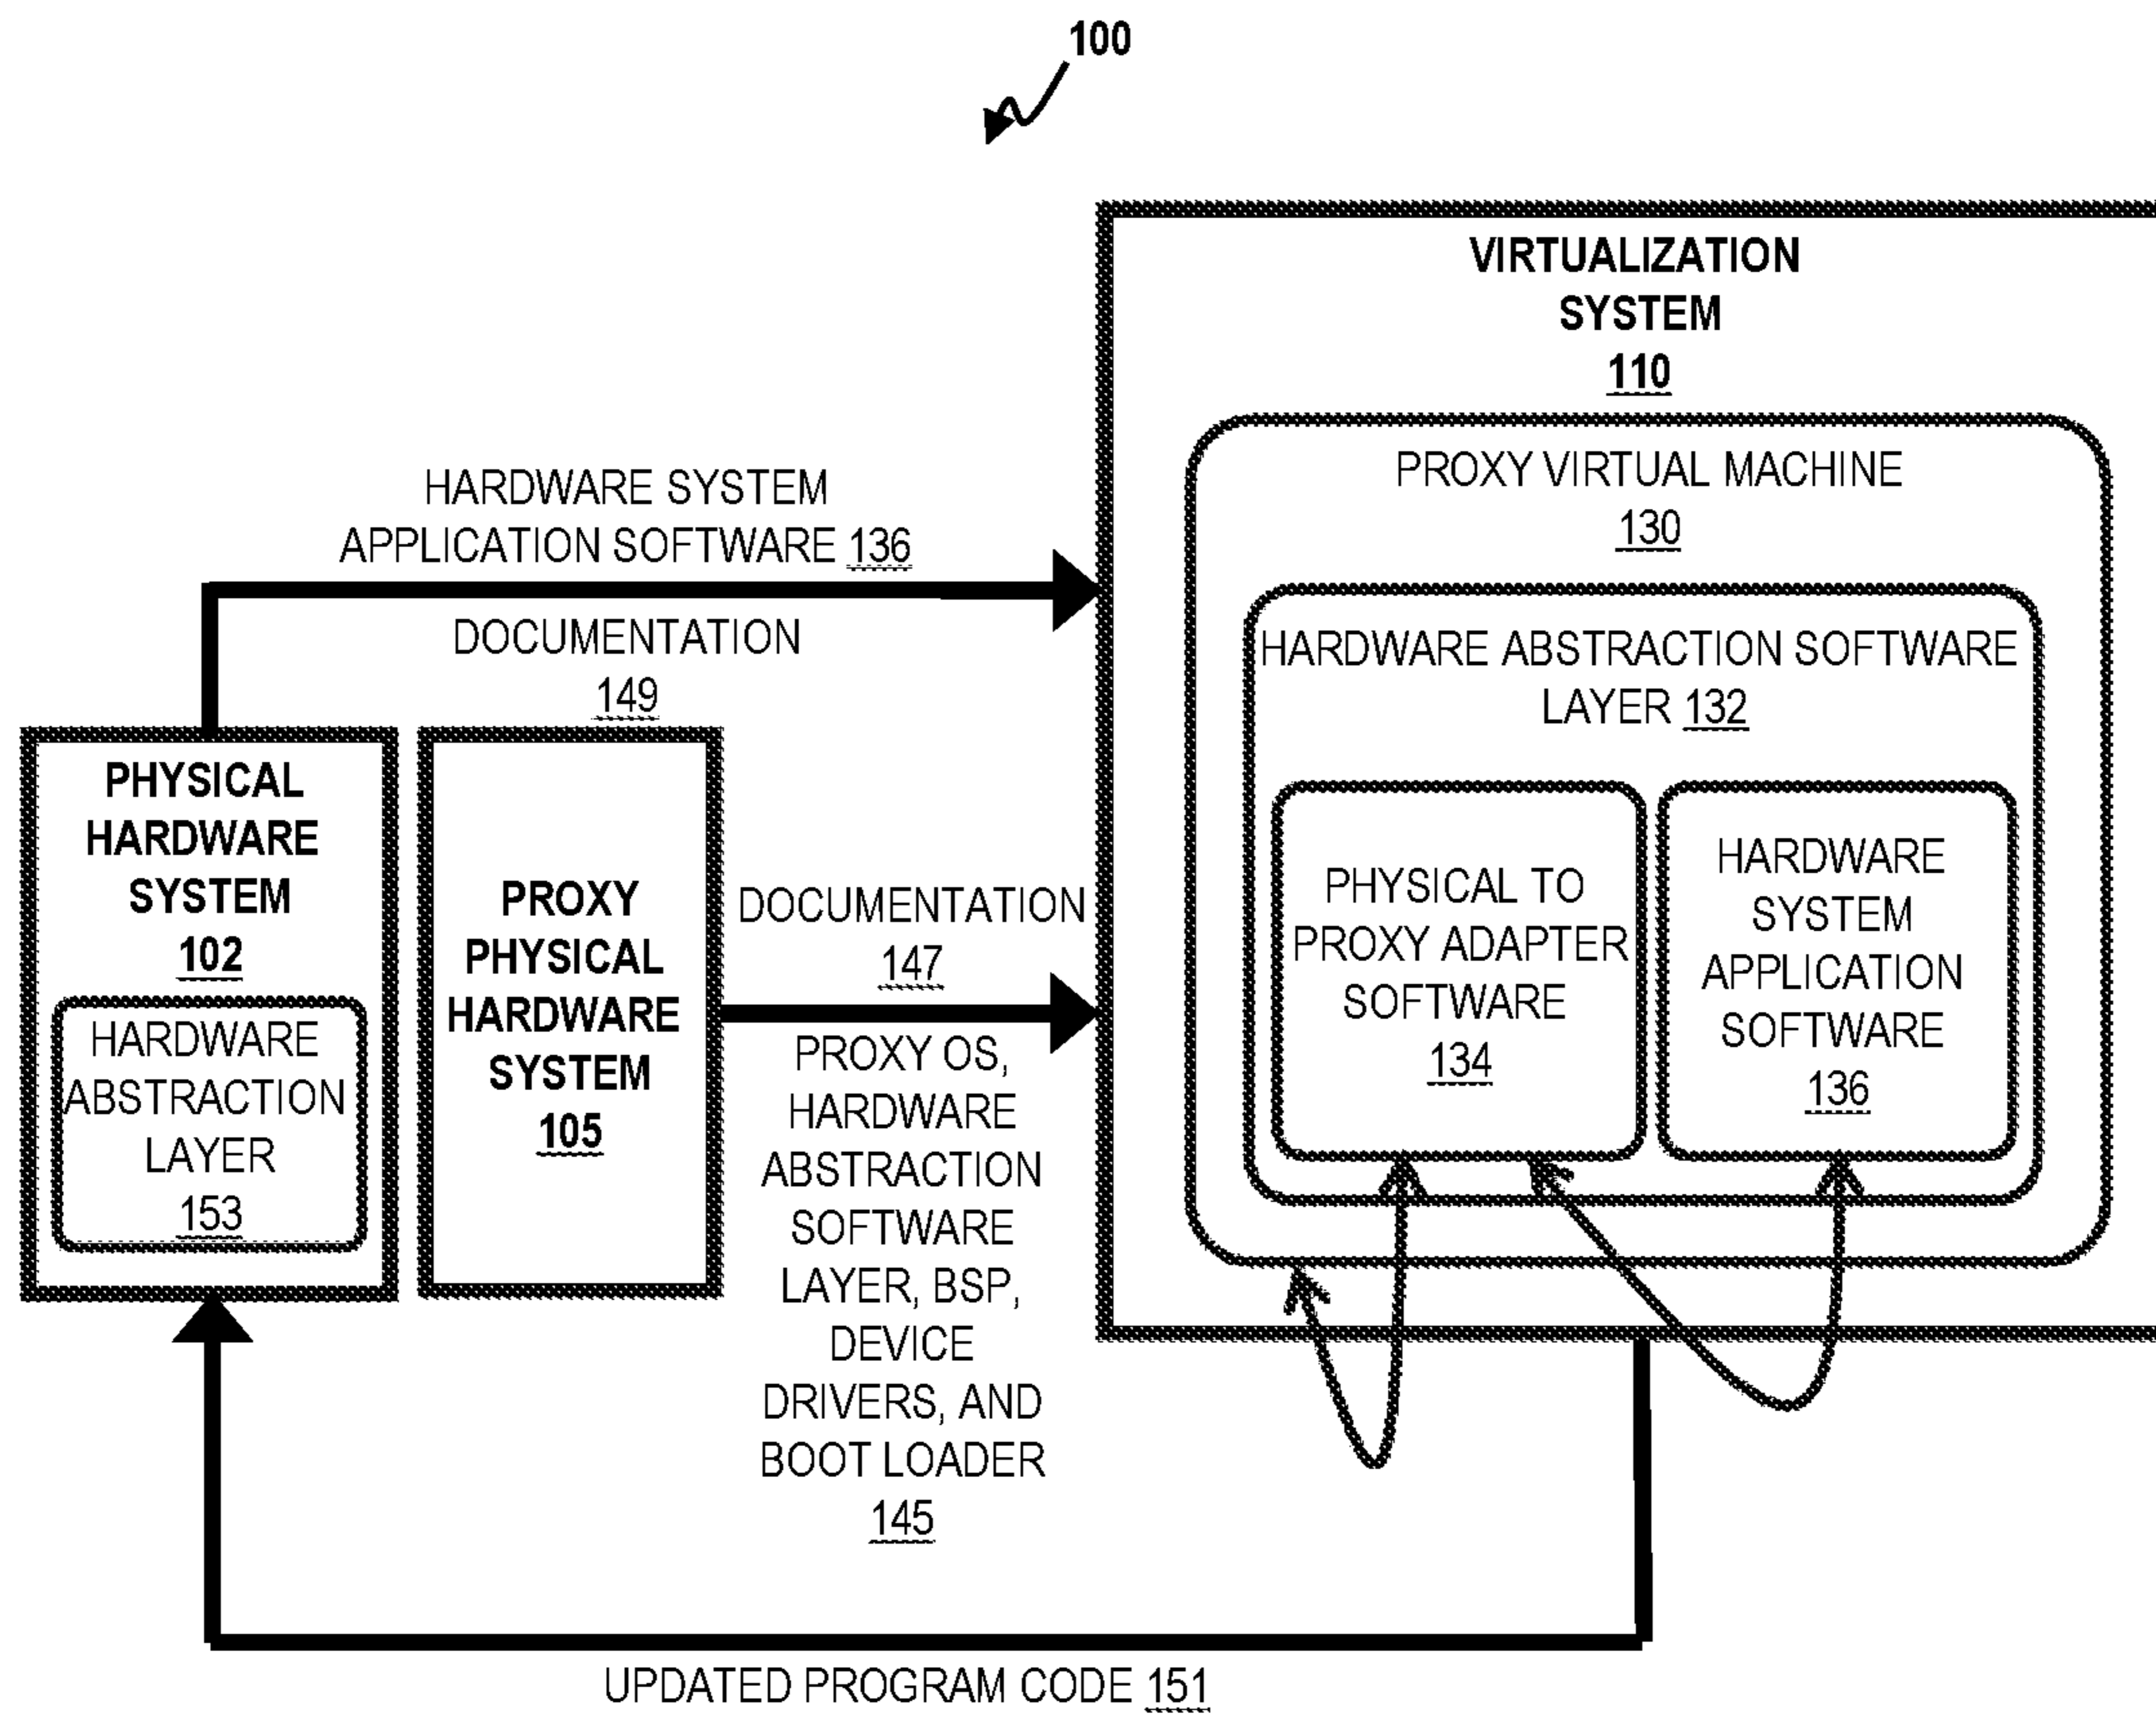 100
HARDWARE SYSTEM
APPLICATION SOFTWARE 136
DOCUMENTATION
149
PHYSICAL
HARDWARE
SYSTEM
102
HARDWARE
ABSTRACTION
LAYER
153
PROXY
PHYSICAL
HARDWARE
SYSTEM
105
DOCUMENTATION
147
PROXY OS,
HARDWARE
ABSTRACTION
SOFTWARE
LAYER, BSP,
DEVICE
DRIVERS, AND
BOOT LOADER
145
VIRTUALIZATION
SYSTEM
110
PROXY VIRTUAL MACHINE
130
HARDWARE ABSTRACTION SOFTWARE
LAYER 132
PHYSICAL TO
PROXY ADAPTER
SOFTWARE
134
HARDWARE
SYSTEM
APPLICATION
SOFTWARE
136
UPDATED PROGRAM CODE 151